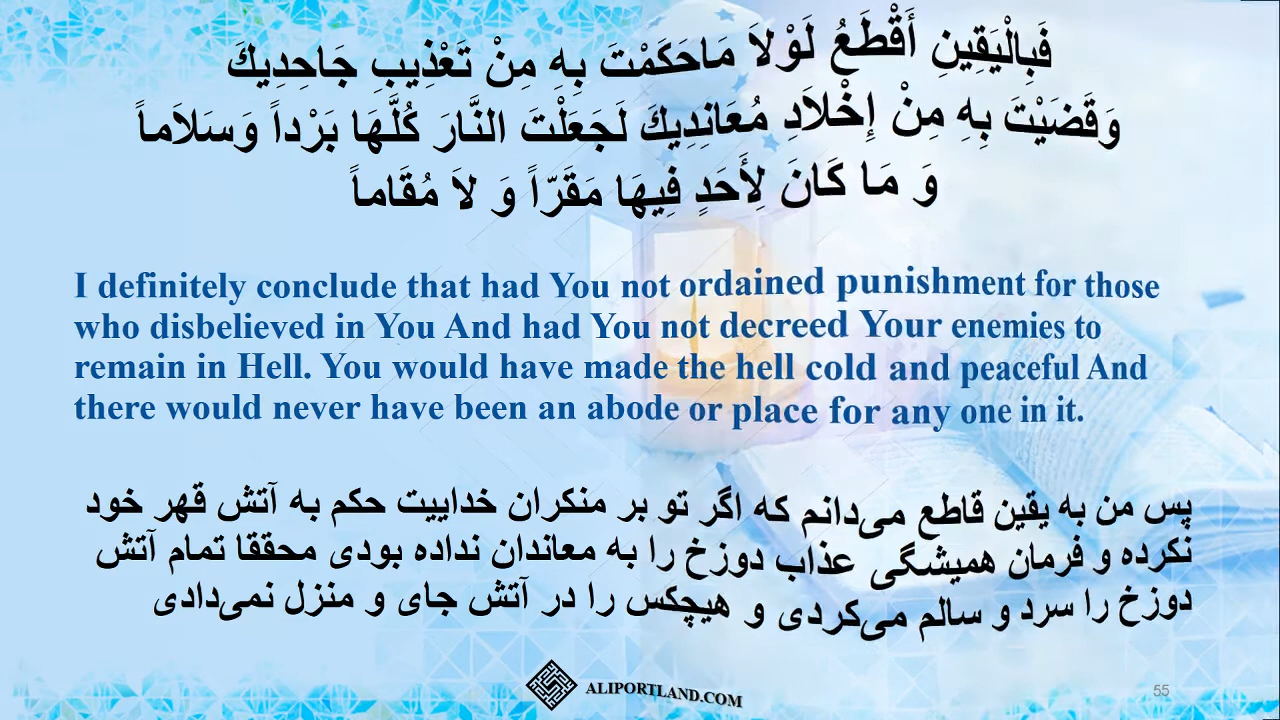 فَبِالْيَقِينِ أَقْطَعُ لَوْلاَ مَاحَكَمْتَ بِهِ مِنْ تَعْذِيبِ جَاحِدِيكَ
وَقَضَيْتَ بِهِ مِنْ إِخْلاَدِ مُعَانِدِيكَ لَجَعَلْتَ النَّارَ كُلَّهَا بَرْداً وَسَلاَماً
وَ مَا كَانَ لِأَحَدٍ فِيهَا مَقَرّاً وَ لاَ مُقَاماً
I definitely conclude that had You not ordained punishment for those
who disbelieved in You And had You not decreed Your enemies to
remain in Hell. You would have made the hell cold and peaceful And
there would never have been an abode or place for any one in it.
پس من به یقین قاطع می‌دانم که اگر تو بر منکران خداییت حکم به آتش قهر خود
نکرده و فرمان همیشگی عذاب دوزخ را به معاندان نداده بودی محققا تمام آتش
دوزخ را سرد و سالم می‌کردی و هیچکس را در آتش جای و منزل نمی‌دادی
ALIPORTLAND.COM
55